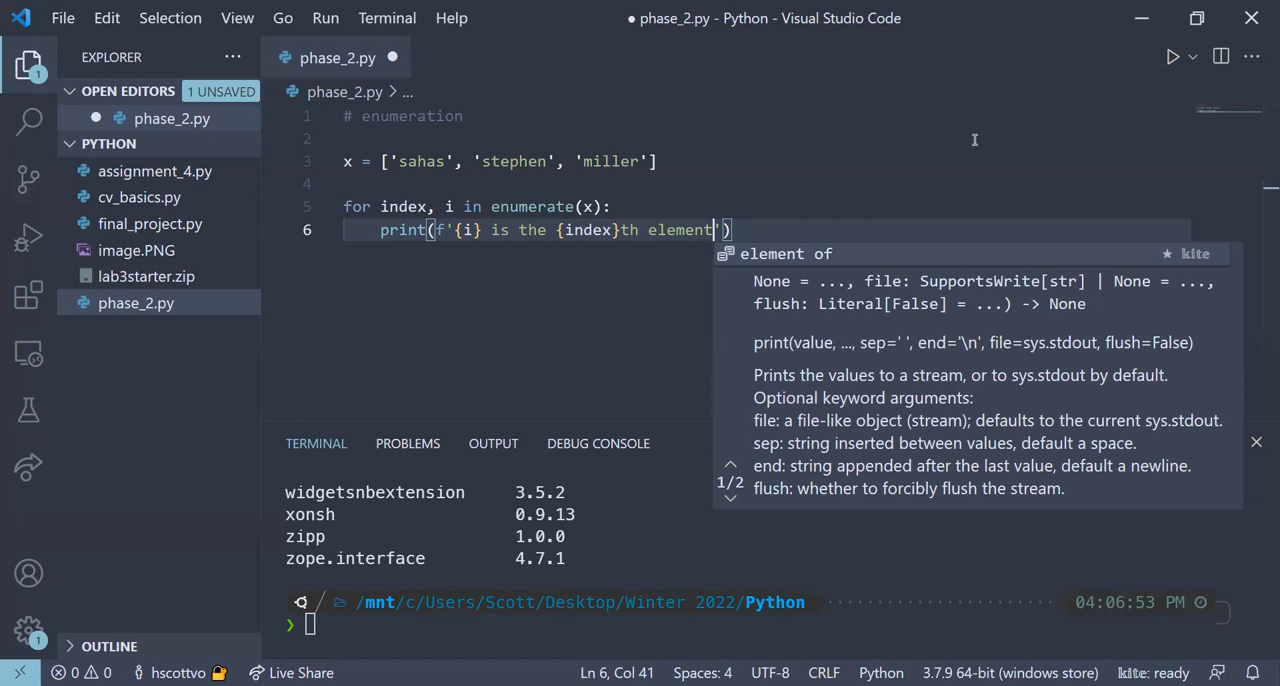 File Edit Selection View Go Run Terminal Help
● phase_2.py - Python - Visual Studio Code
EXPLORER ···
phase_2.py ●
1
OPEN EDITORS 1 UNSAVED
● phase_2.py
PYTHON
assignment_4.py
cv_basics.py
final_project.py
image.PNG
lab3starter.zip
phase_2.py
OUTLINE
phase_2.py > ...
1 # enumeration
2
3 x = ['sahas', 'stephen', 'miller']
4
5 for index, i in enumerate(x):
6 print(f'{i} is the {index}th element')
element of ★ kite
None = ..., file: SupportsWrite[str] | None = ...,
flush: Literal[False] = ...) -> None
print(value, ..., sep=' ', end='\n', file=sys.stdout, flush=False)
Prints the values to a stream, or to sys.stdout by default.
Optional keyword arguments:
file: a file-like object (stream); defaults to the current sys.stdout.
sep: string inserted between values, default a space.
end: string appended after the last value, default a newline.
flush: whether to forcibly flush the stream.
1/2
TERMINAL PROBLEMS OUTPUT DEBUG CONSOLE
widgetsnbextension 3.5.2
xonsh 0.9.13
zipp 1.0.0
zope.interface 4.7.1
/mnt/c/Users/Scott/Desktop/Winter 2022/Python 04:06:53 PM
❯
1
0 0 hscottvo Live Share Ln 6, Col 41 Spaces: 4 UTF-8 CRLF Python 3.7.9 64-bit (windows store) kite: ready